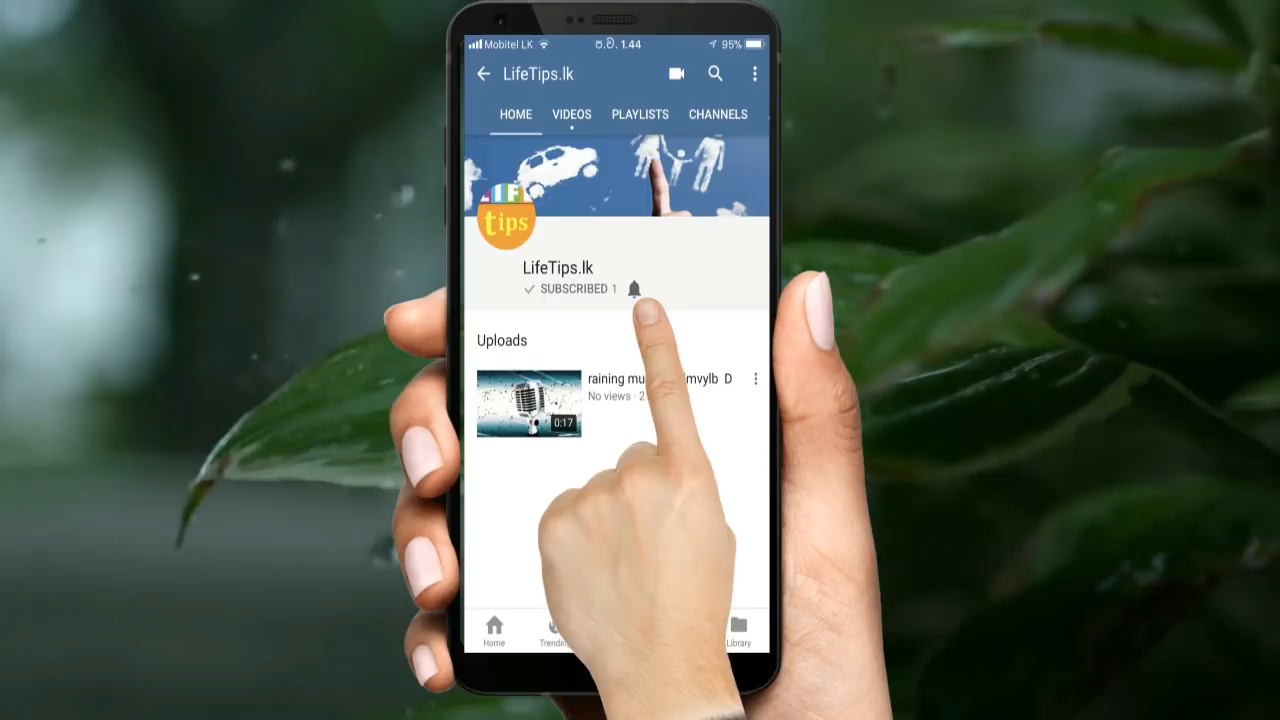 Mobitel LK ප.ව. 1.44 95%
LifeTips.lk
HOME VIDEOS PLAYLISTS CHANNELS
LIF
tips
LifeTips.lk
SUBSCRIBED 1
Uploads
raining mu mvylb D
No views · 2
0:17
Home Library